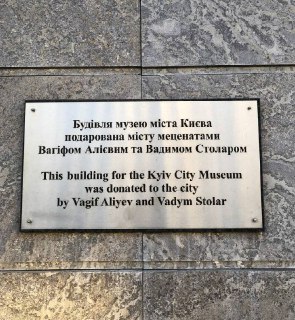 Будівля музею міста Києва
подарована місту меценатами
Вагіфом Алієвим та Вадимом Столаром
This building for the Kyiv City Museum
was donated to the city
by Vagif Aliyev and Vadym Stolar